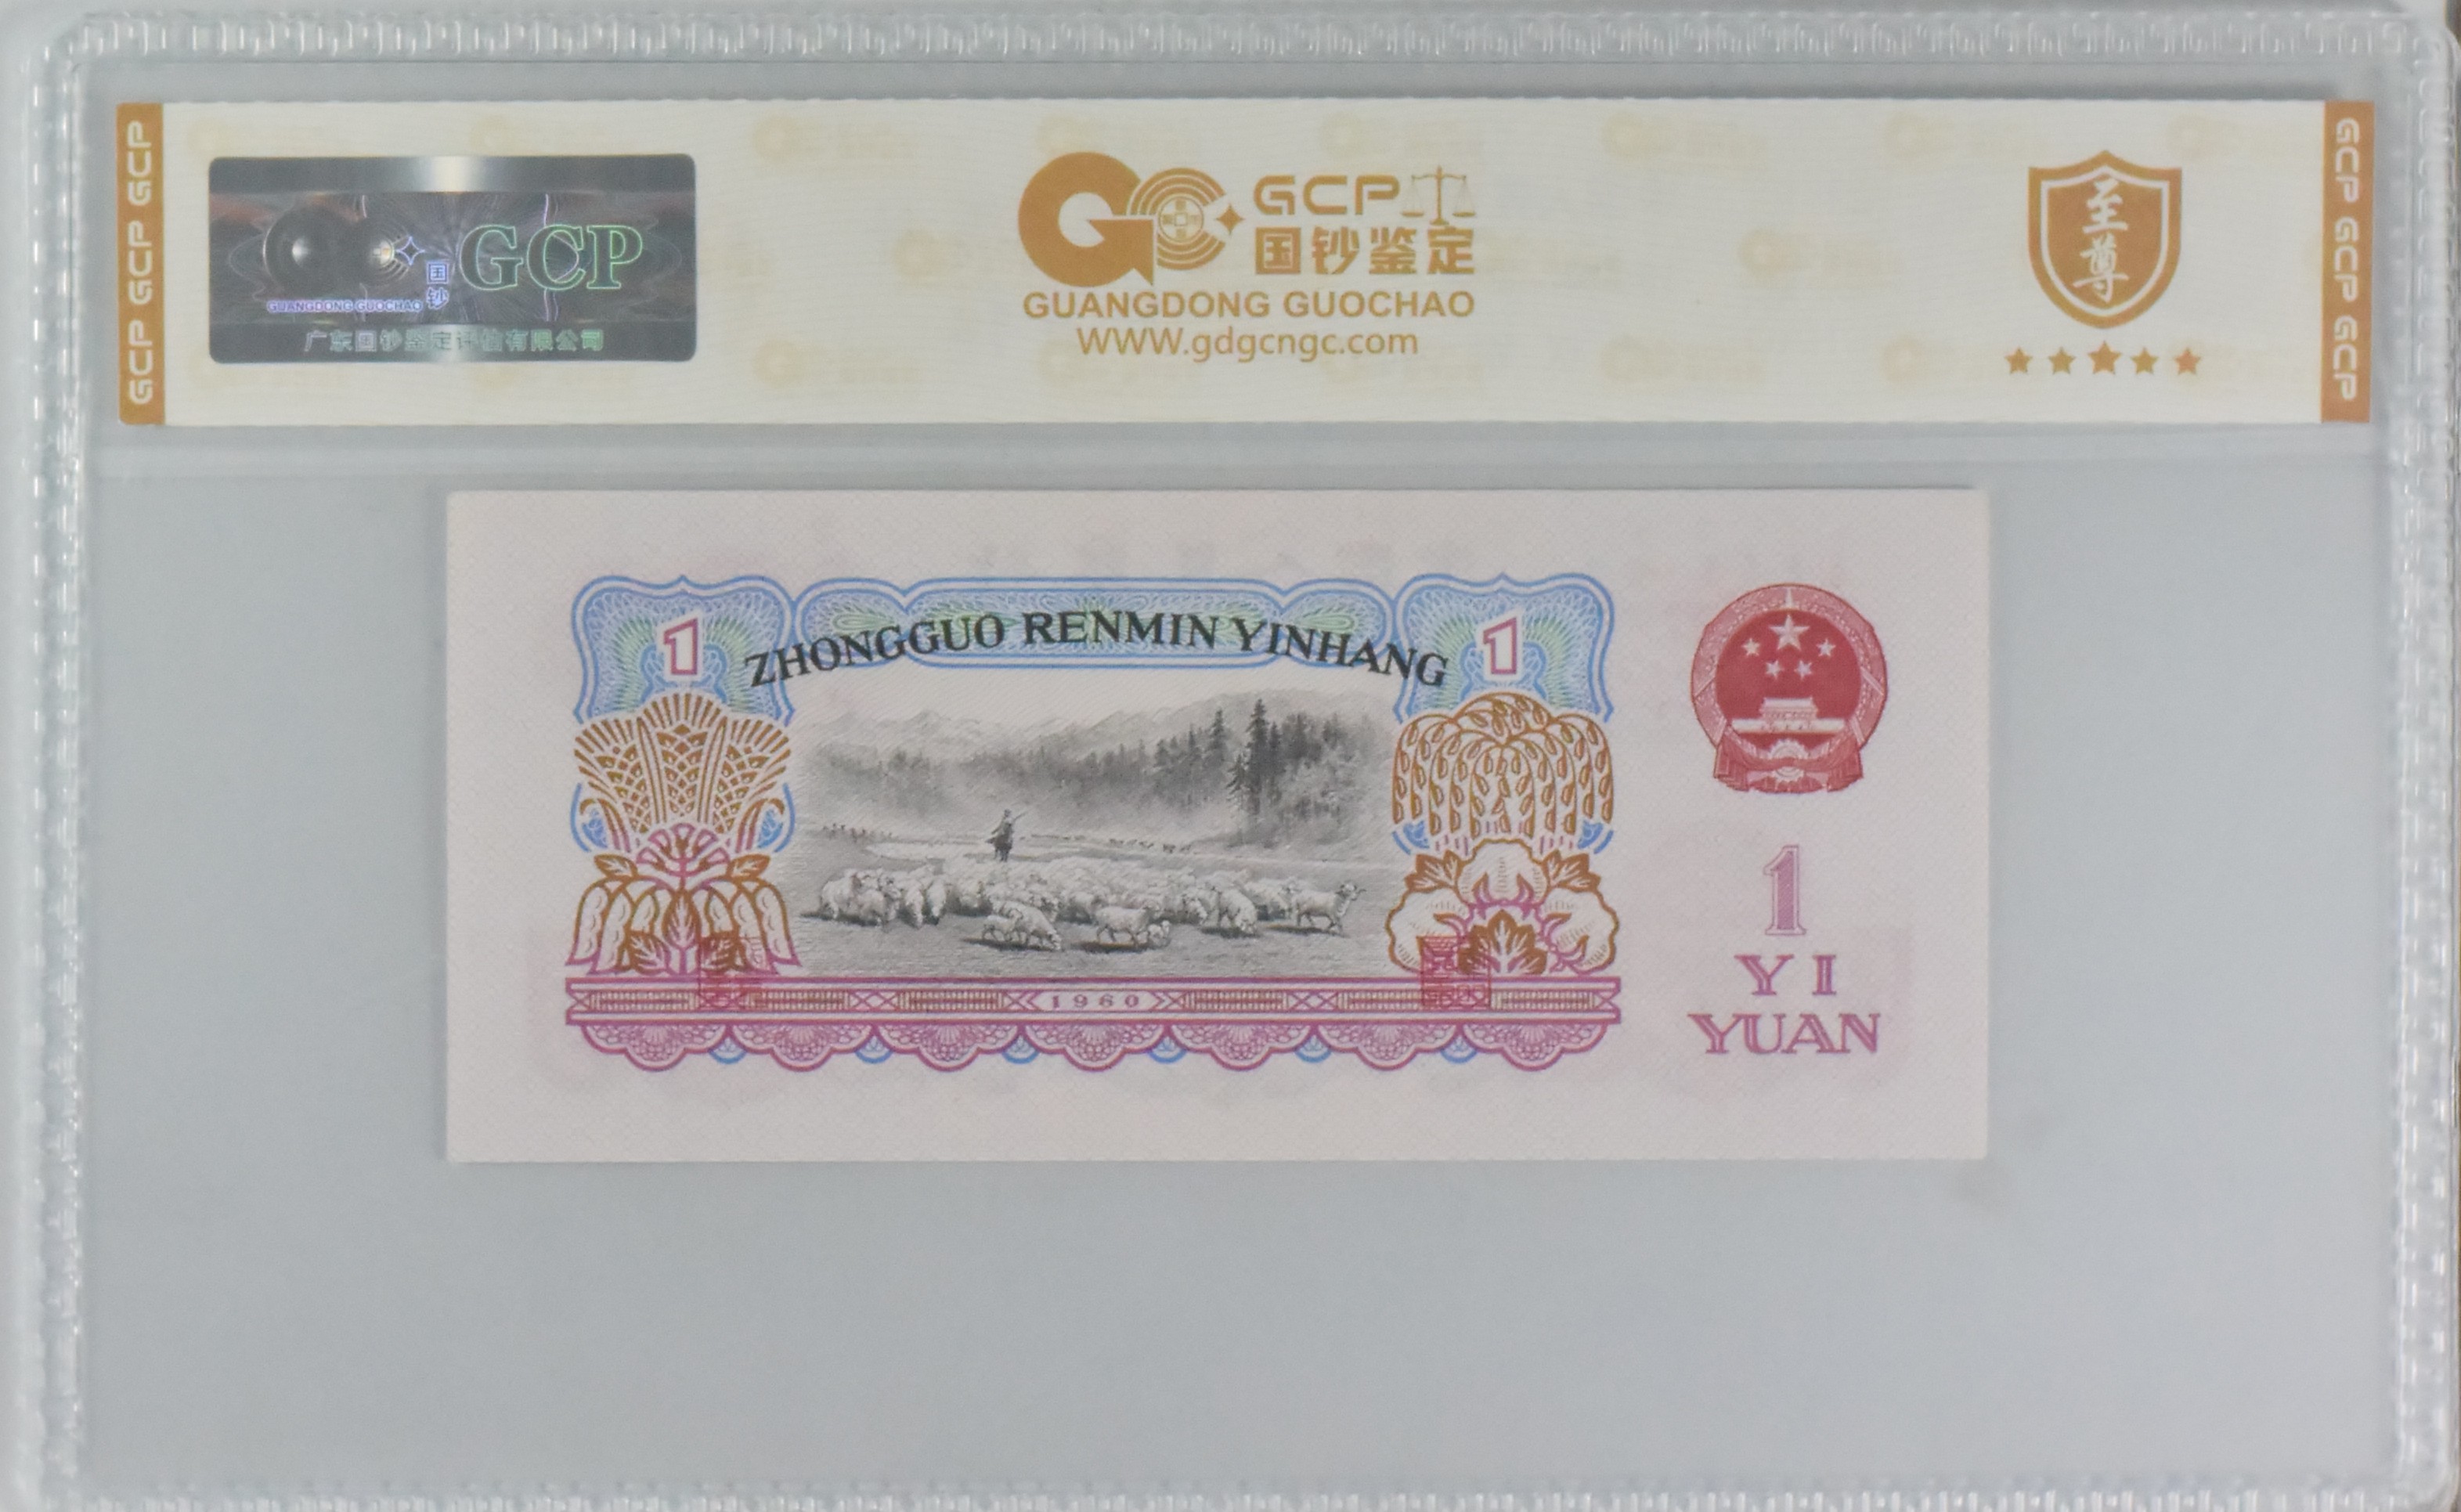 GCP GCP GCP
国钞
GCP
GUANGDONG GUOCHAO
广东国钞鉴定评估有限公司
GCP
国钞鉴定
GUANGDONG GUOCHAO
WWW.gdgcngc.com
至尊
GCP GCP GCP
1
ZHONGGUO RENMIN YINHANG
1
1960
1
YI
YUAN